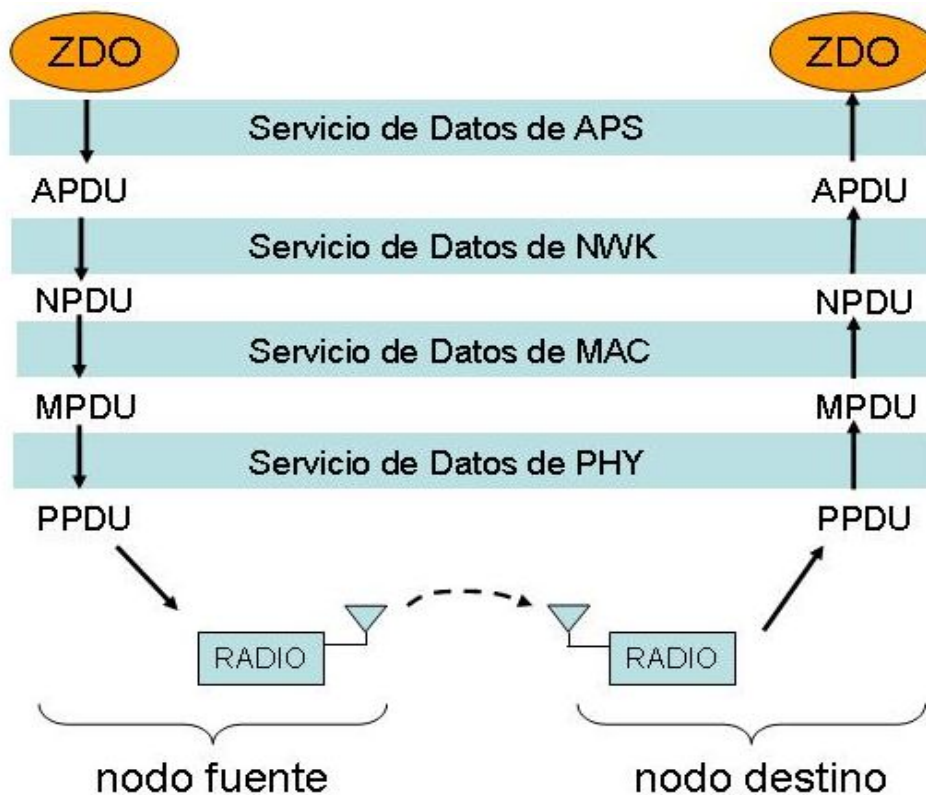 ZDO ZDO
Servicio de Datos de APS
APDU APDU
Servicio de Datos de NWK
NPDU NPDU
Servicio de Datos de MAC
MPDU MPDU
Servicio de Datos de PHY
PPDU PPDU
RADIO RADIO
nodo fuente nodo destino